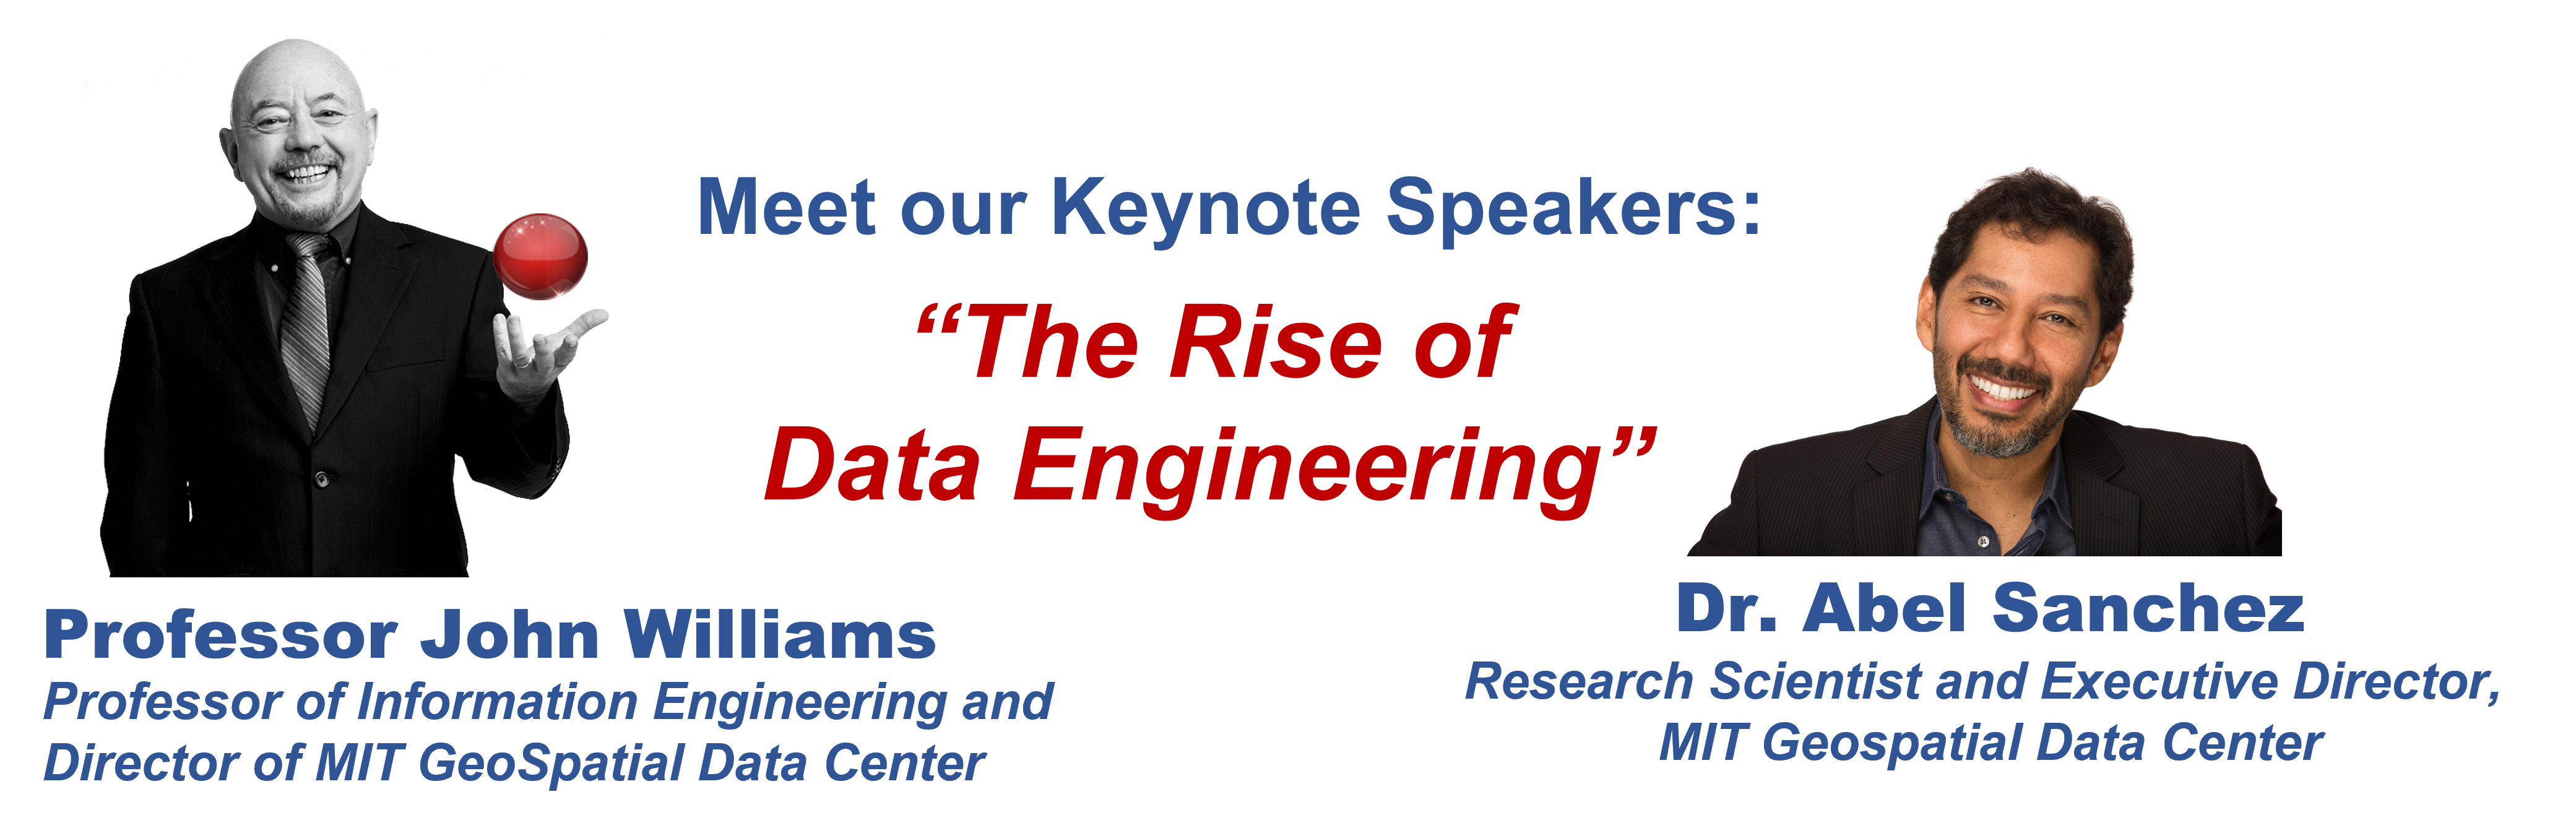 Meet our Keynote Speakers:
“The Rise of
Data Engineering”
Professor John Williams
Professor of Information Engineering and
Director of MIT GeoSpatial Data Center
Dr. Abel Sanchez
Research Scientist and Executive Director,
MIT Geospatial Data Center